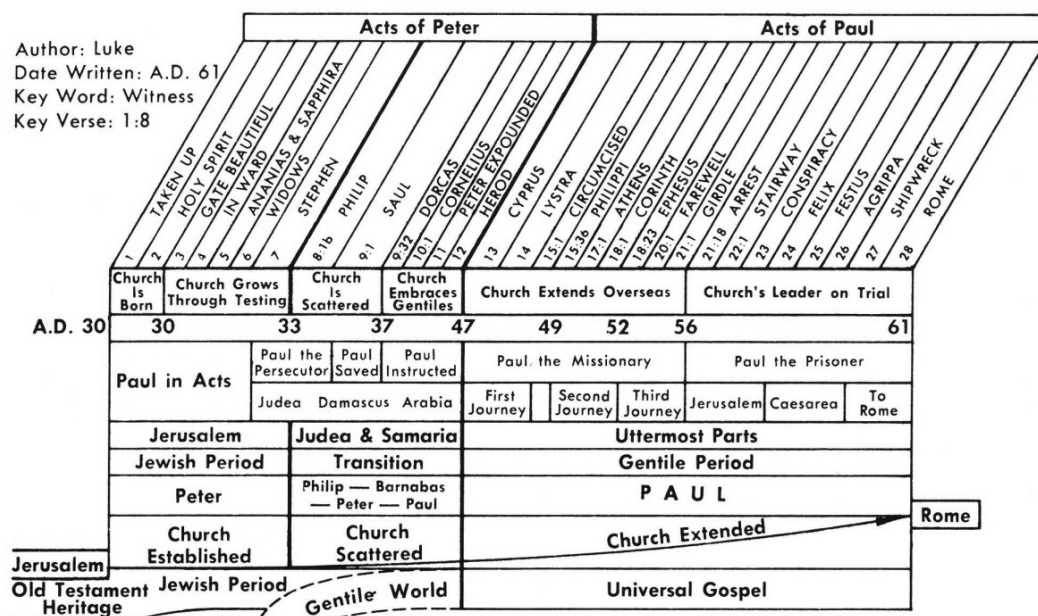 Acts of Peter
Acts of Paul
Author: Luke
Date Written: A.D. 61
Key Word: Witness
Key Verse: 1:8
TAKEN UP
HOLY SPIRIT
GATE BEAUTIFUL
IN WARD
ANANIAS & SAPPHIRA
WIDOWS
STEPHEN
PHILIP
SAUL
DORCAS
CORNELIUS
PETER EXPOUNDED
HEROD
CYPRUS
LYSTRA
CIRCUMCISED
PHILIPPI
ATHENS
CORINTH
EPHESUS
FAREWELL
GIRDLE
ARREST
STAIRWAY
CONSPIRACY
FELIX
FESTUS
AGRIPPA
SHIPWRECK
ROME
1 2 3 4 5 6 7 8:1b 9:1 9:32 10:1 11 12 13 14 15:1 15:36 17:1 18:1 18:23 20:1 21:1 21:18 22:1 23 24 25 26 27 28
Church Is Born
Church Grows Through Testing
Church Is Scattered
Church Embraces Gentiles
Church Extends Overseas
Church's Leader on Trial
A.D. 30 30 33 37 47 49 52 56 61
Paul in Acts
Paul the Persecutor
Paul Saved
Paul Instructed
Paul the Missionary
Paul the Prisoner
Judea Damascus Arabia
First Journey
Second Journey
Third Journey
Jerusalem
Caesarea
To Rome
Jerusalem
Judea & Samaria
Uttermost Parts
Jewish Period
Transition
Gentile Period
Peter
Philip — Barnabas
— Peter — Paul
PAUL
Church Established
Church Scattered
Church Extended
Rome
Jerusalem
Old Testament Heritage
Jewish Period
Gentile World
Universal Gospel